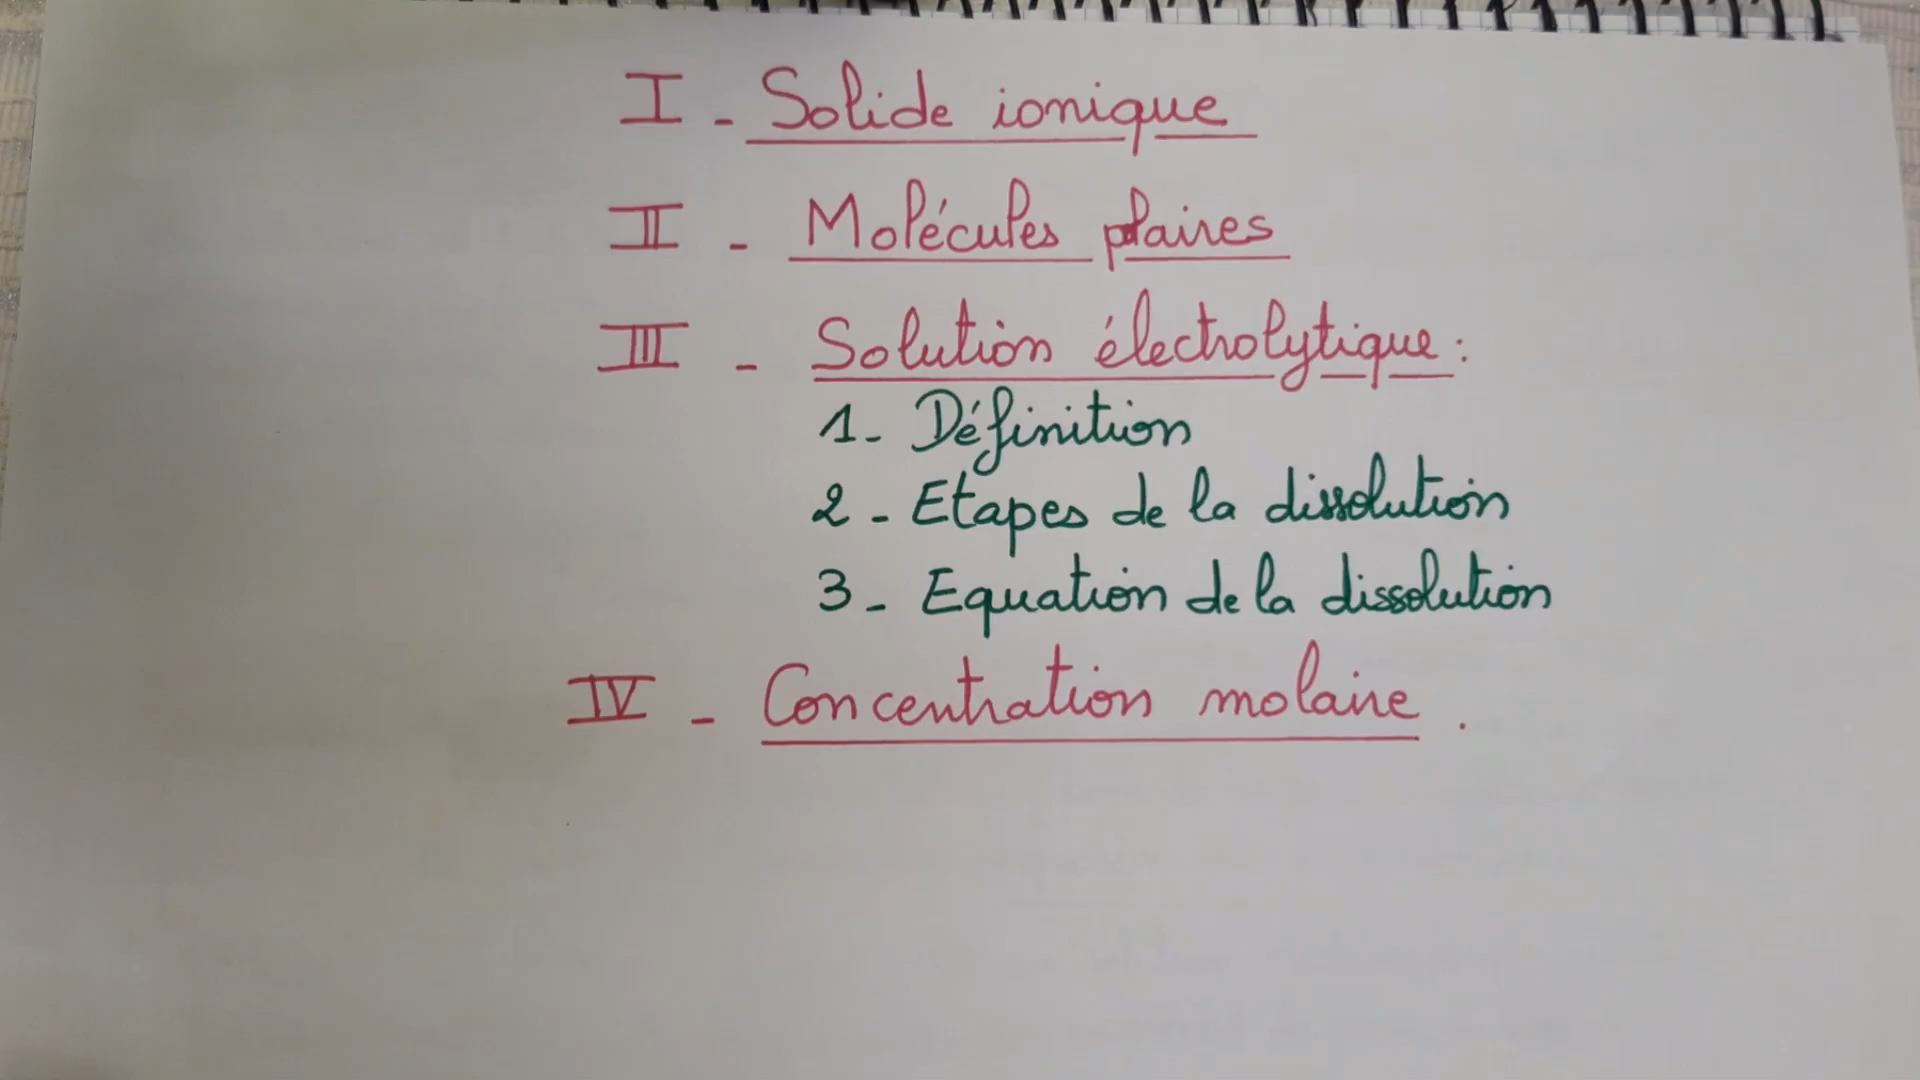 I - Solide ionique
II - Molécules plaires
III - Solution électrolytique :
1 - Définition
2 - Etapes de la dissolution
3 - Equation de la dissolution
IV - Concentration molaire .